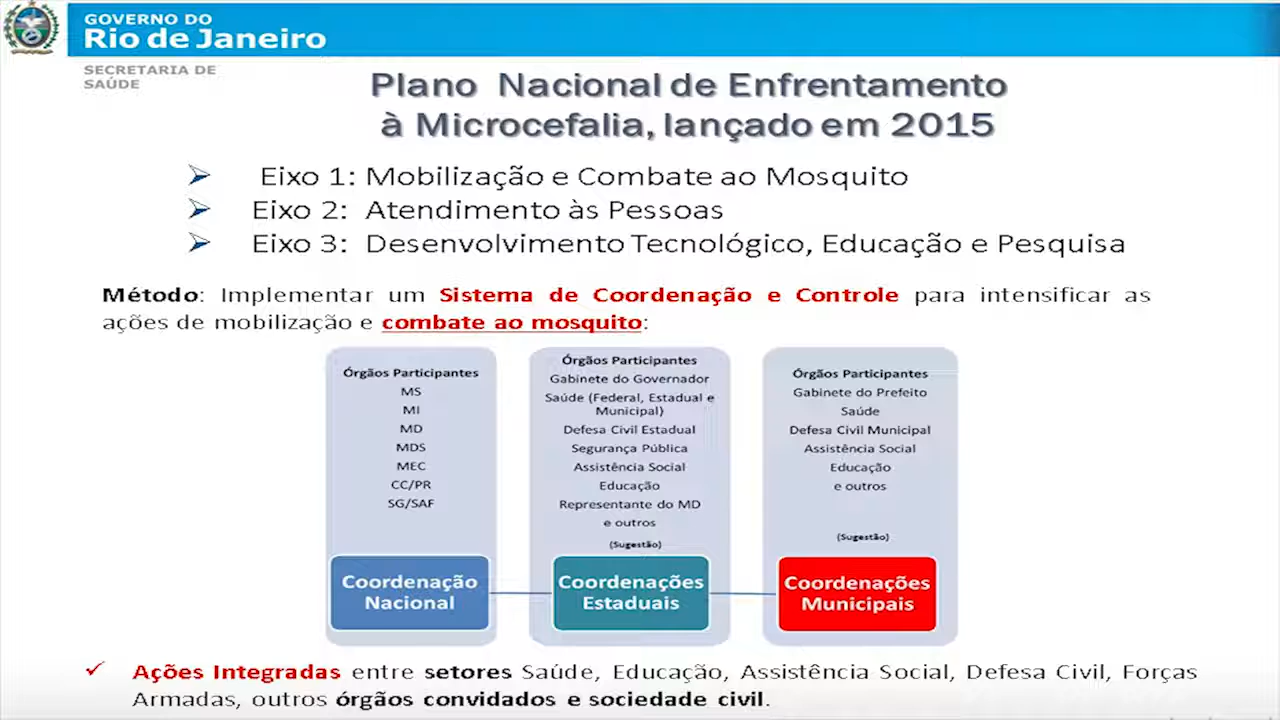 GOVERNO DO
Rio de Janeiro
SECRETARIA DE
SAÚDE
Plano Nacional de Enfrentamento
à Microcefalia, lançado em 2015
Eixo 1: Mobilização e Combate ao Mosquito
Eixo 2: Atendimento às Pessoas
Eixo 3: Desenvolvimento Tecnológico, Educação e Pesquisa
Método: Implementar um Sistema de Coordenação e Controle para intensificar as
ações de mobilização e combate ao mosquito:
Órgãos Participantes
MS
MI
MD
MDS
MEC
CC/PR
SG/SAF
Coordenação
Nacional
Órgãos Participantes
Gabinete do Governador
Saúde (Federal, Estadual e
Municipal)
Defesa Civil Estadual
Segurança Pública
Assistência Social
Educação
Representante do MD
e outros
(Sugestão)
Coordenações
Estaduais
Órgãos Participantes
Gabinete do Prefeito
Saúde
Defesa Civil Municipal
Assistência Social
Educação
e outros
(Sugestão)
Coordenações
Municipais
Ações Integradas entre setores Saúde, Educação, Assistência Social, Defesa Civil, Forças
Armadas, outros órgãos convidados e sociedade civil.